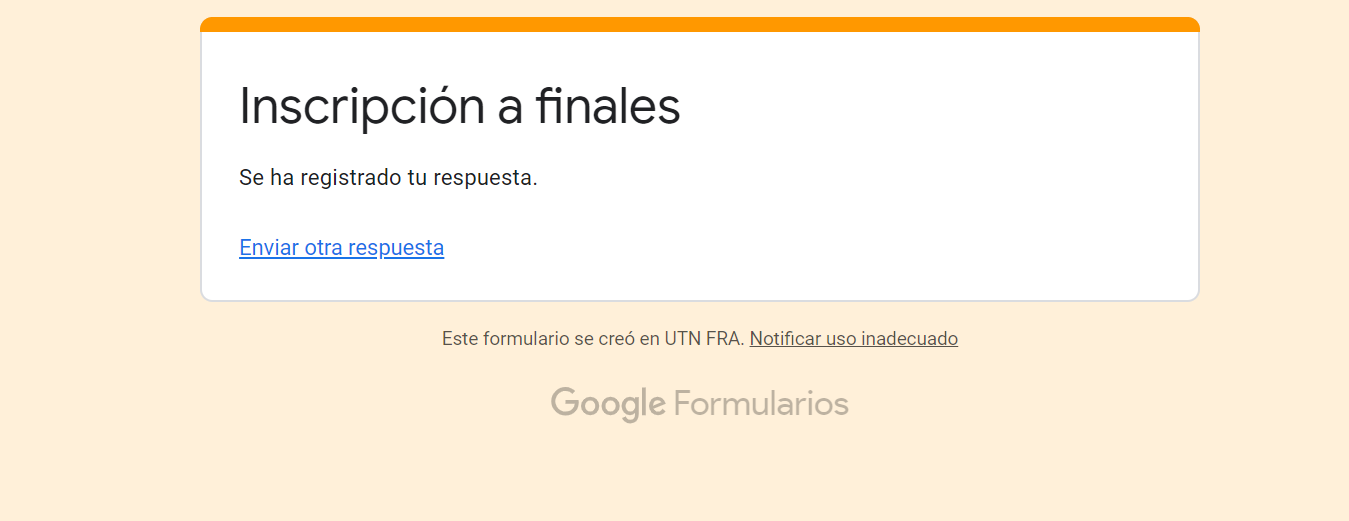 Inscripción a finales
Se ha registrado tu respuesta.
Enviar otra respuesta
Este formulario se creó en UTN FRA. Notificar uso inadecuado
Google Formularios